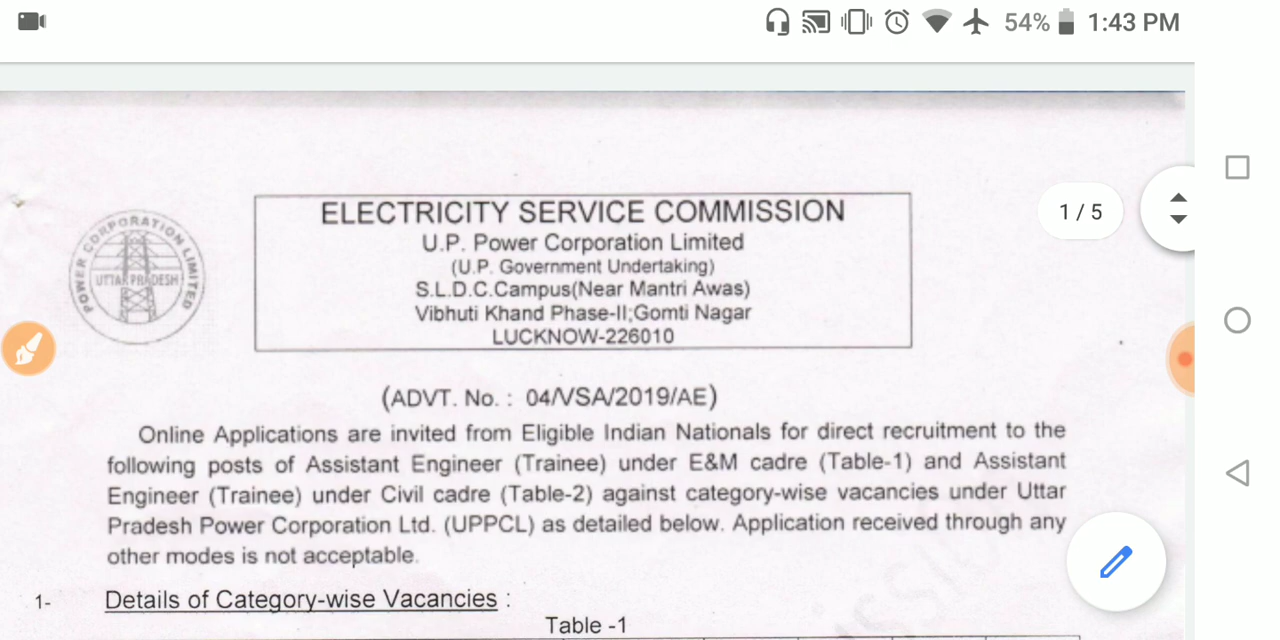 54% 1:43 PM
1 / 5
POWER CORPORATION LIMITED
UTTAR PRADESH
ELECTRICITY SERVICE COMMISSION
U.P. Power Corporation Limited
(U.P. Government Undertaking)
S.L.D.C.Campus(Near Mantri Awas)
Vibhuti Khand Phase-II;Gomti Nagar
LUCKNOW-226010
(ADVT. No. : 04/VSA/2019/AE)
Online Applications are invited from Eligible Indian Nationals for direct recruitment to the
following posts of Assistant Engineer (Trainee) under E&M cadre (Table-1) and Assistant
Engineer (Trainee) under Civil cadre (Table-2) against category-wise vacancies under Uttar
Pradesh Power Corporation Ltd. (UPPCL) as detailed below. Application received through any
other modes is not acceptable.
1- Details of Category-wise Vacancies :
Table -1